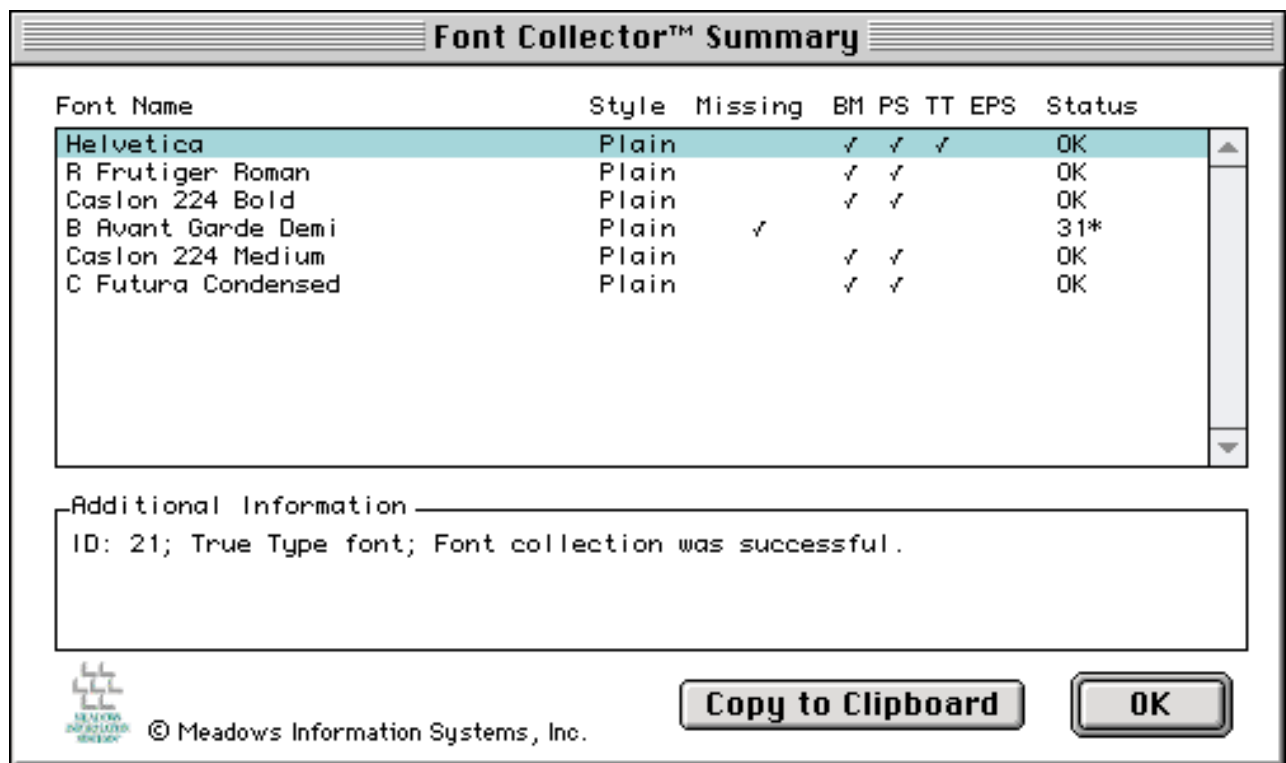 Font Collector™ Summary
Font Name Style Missing BM PS TT EPS Status
Helvetica Plain √ √ √ OK
R Frutiger Roman Plain √ √ OK
Caslon 224 Bold Plain √ √ OK
B Avant Garde Demi Plain √ 31*
Caslon 224 Medium Plain √ √ OK
C Futura Condensed Plain √ √ OK
Additional Information
ID: 21; True Type font; Font collection was successful.
MEADOWS
INFORMATION
SYSTEMS
© Meadows Information Systems, Inc.
Copy to Clipboard
OK